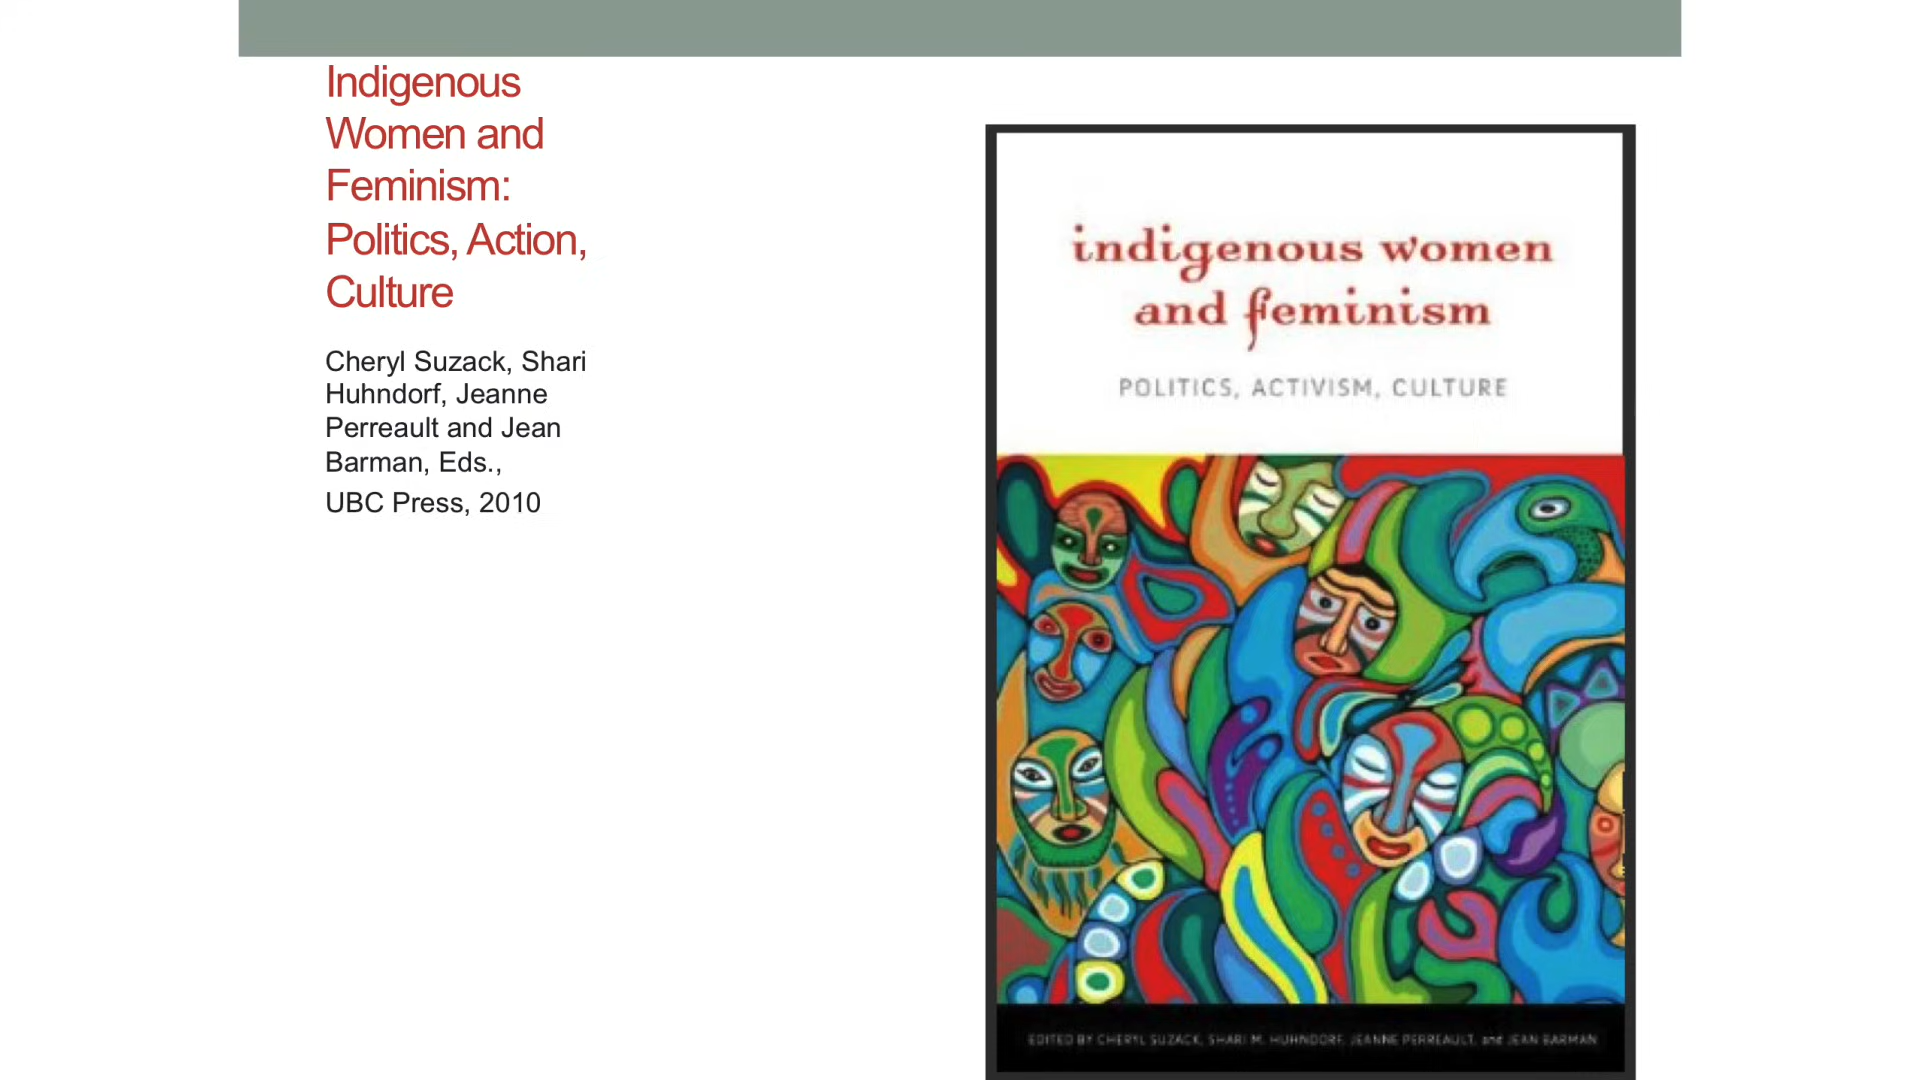 Indigenous
Women and
Feminism:
Politics, Action,
Culture
Cheryl Suzack, Shari
Huhndorf, Jeanne
Perreault and Jean
Barman, Eds.,
UBC Press, 2010
indigenous women
and feminism
POLITICS, ACTIVISM, CULTURE
EDITED BY CHERYL SUZACK, SHARI M. HUHNDORF, JEANNE PERREAULT, and JEAN BARMAN